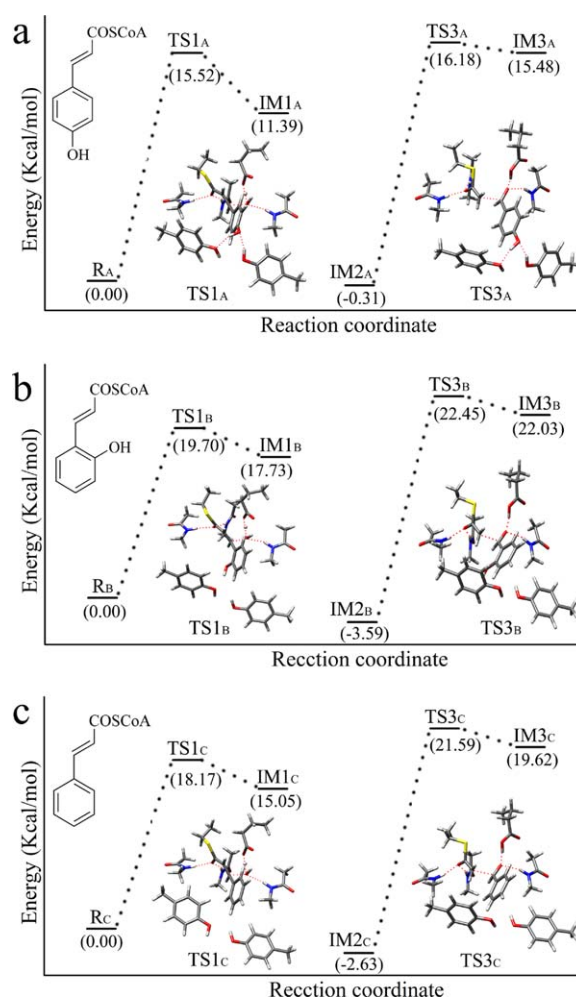 a
COSCoA
OH
Energy (Kcal/mol)
TS1A
(15.52)
IM1A
(11.39)
RA
(0.00)
TS1A
TS3A
(16.18)
IM3A
(15.48)
IM2A
(-0.31)
TS3A
Reaction coordinate
b
COSCoA
OH
Energy (Kcal/mol)
TS1B
(19.70)
IM1B
(17.73)
RB
(0.00)
TS1B
TS3B
(22.45)
IM3B
(22.03)
IM2B
(-3.59)
TS3B
Recction coordinate
c
COSCoA
Energy (Kcal/mol)
TS1C
(18.17)
IM1C
(15.05)
RC
(0.00)
TS1C
TS3C
(21.59)
IM3C
(19.62)
IM2C
(-2.63)
TS3C
Recction coordinate